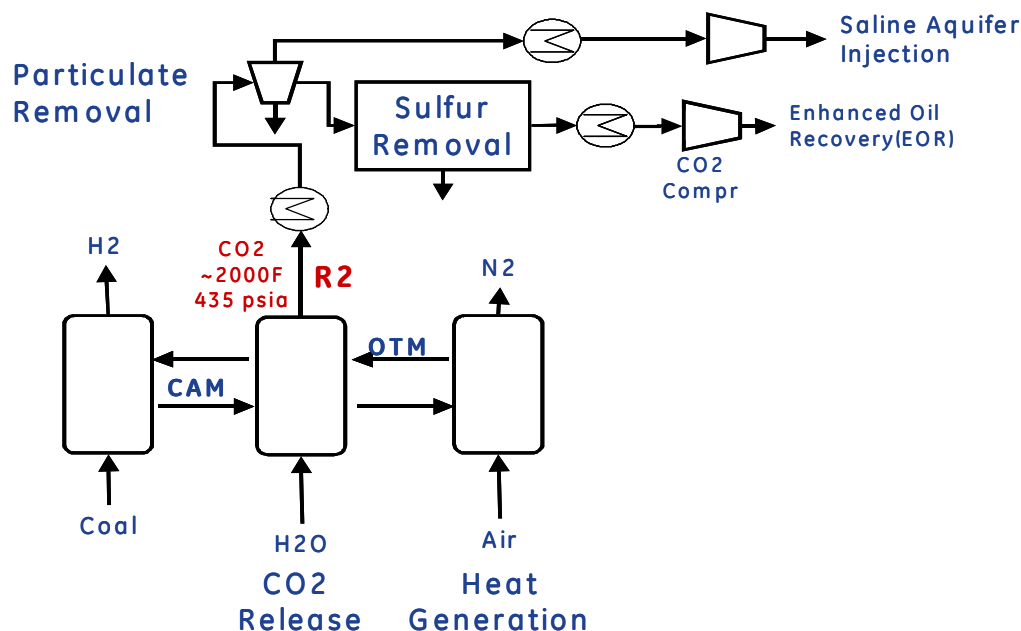 Saline Aquifer
Injection
Particulate
Removal
Sulfur
Removal
Enhanced Oil
Recovery(EOR)
CO2
Compr
H2
CO2
~2000F
435 psia
R2
N2
OTM
CAM
Coal
H2O
Air
CO2
Release
Heat
Generation